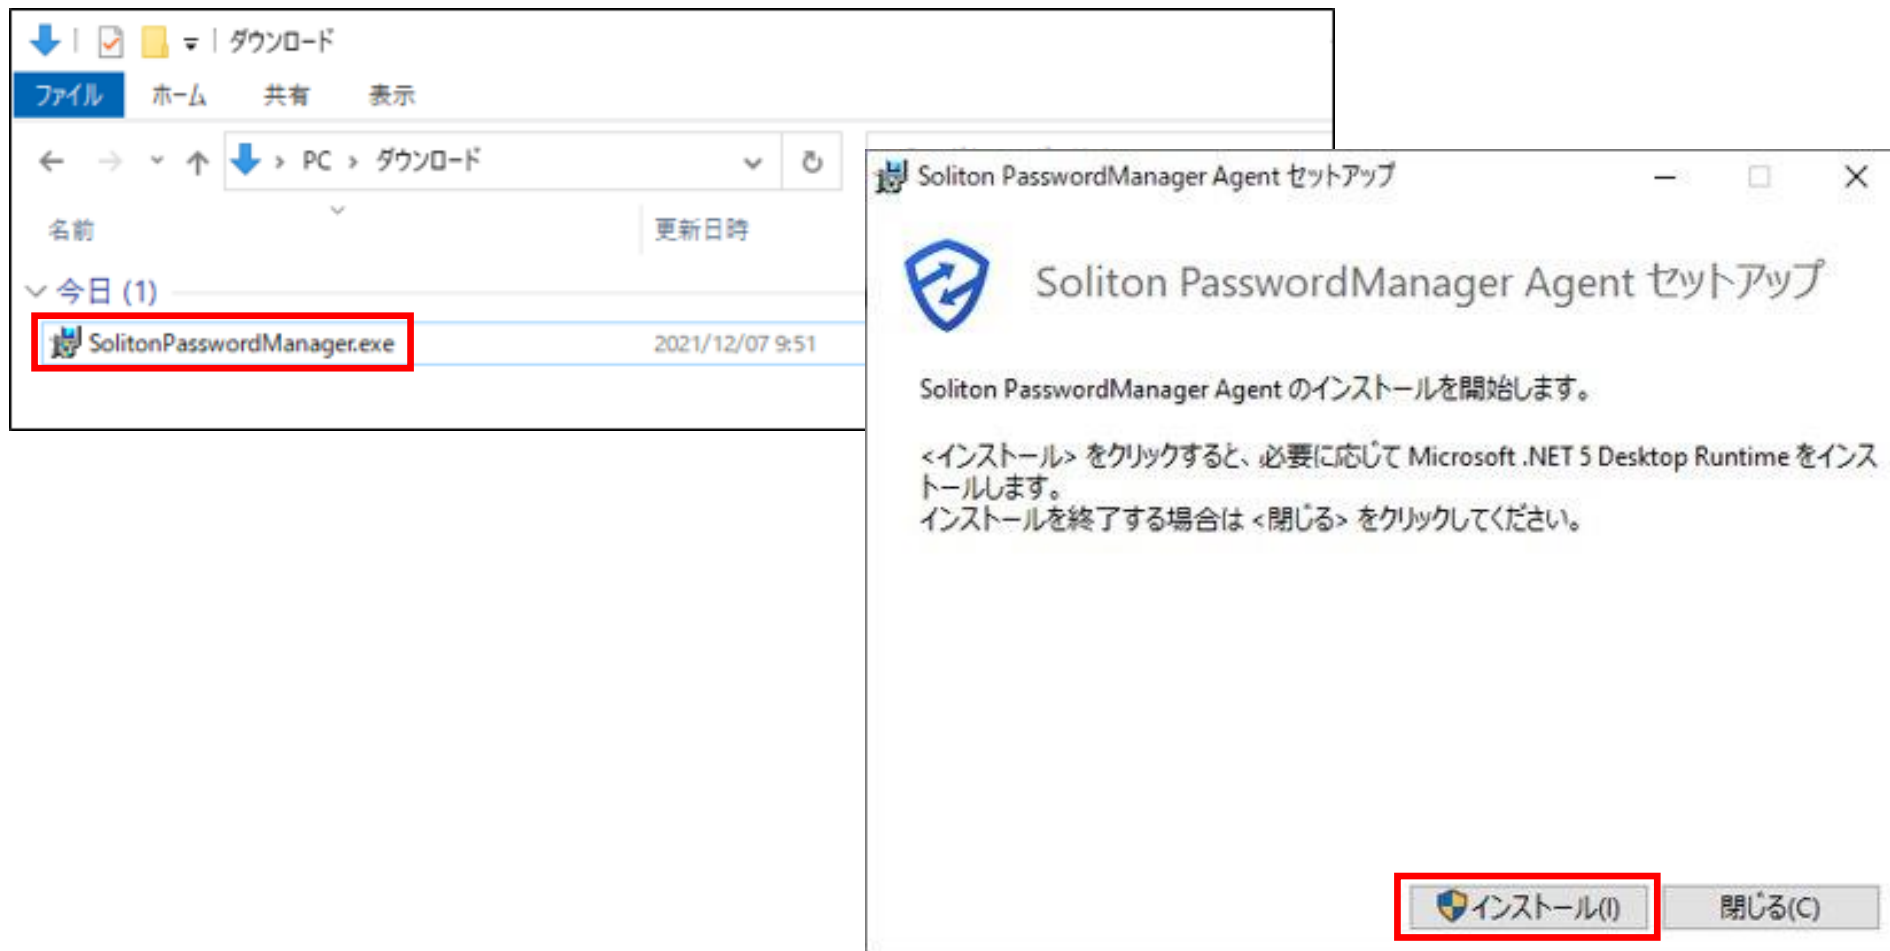 ダウンロード
ファイル ホーム 共有 表示
PC › ダウンロード
名前 更新日時
今日 (1)
SolitonPasswordManager.exe 2021/12/07 9:51
Soliton PasswordManager Agent セットアップ
Soliton PasswordManager Agent セットアップ
Soliton PasswordManager Agent のインストールを開始します。
<インストール> をクリックすると、必要に応じて Microsoft .NET 5 Desktop Runtime をインス
トールします。
インストールを終了する場合は <閉じる> をクリックしてください。
インストール(I) 閉じる(C)